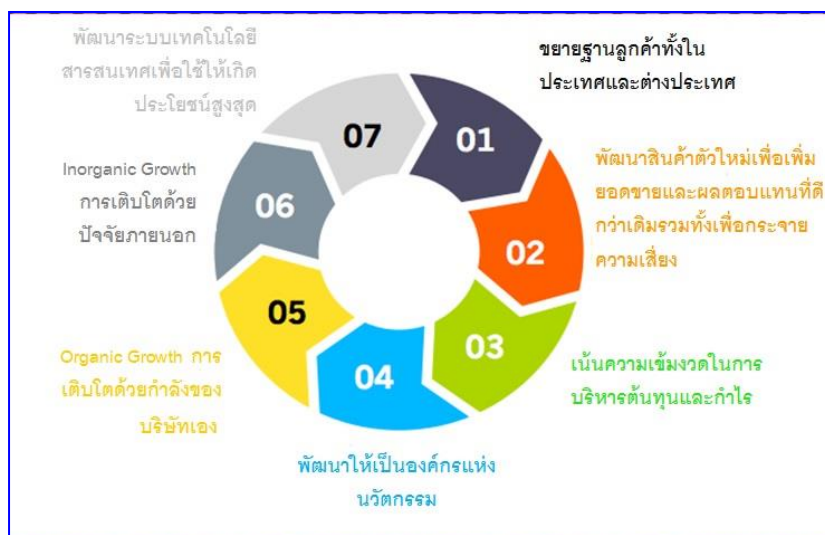 01
ขยายฐานลูกค้าทั้งใน
ประเทศและต่างประเทศ
02
พัฒนาสินค้าตัวใหม่เพื่อเพิ่ม
ยอดขายและผลตอบแทนที่ดี
กว่าเดิมรวมทั้งเพื่อกระจาย
ความเสี่ยง
03
เน้นความเข้มงวดในการ
บริหารต้นทุนและกำไร
04
พัฒนาให้เป็นองค์กรแห่ง
นวัตกรรม
05
Organic Growth การ
เติบโตด้วยกำลังของ
บริษัทเอง
06
Inorganic Growth
การเติบโตด้วย
ปัจจัยภายนอก
07
พัฒนาระบบเทคโนโลยี
สารสนเทศเพื่อใช้ให้เกิด
ประโยชน์สูงสุด